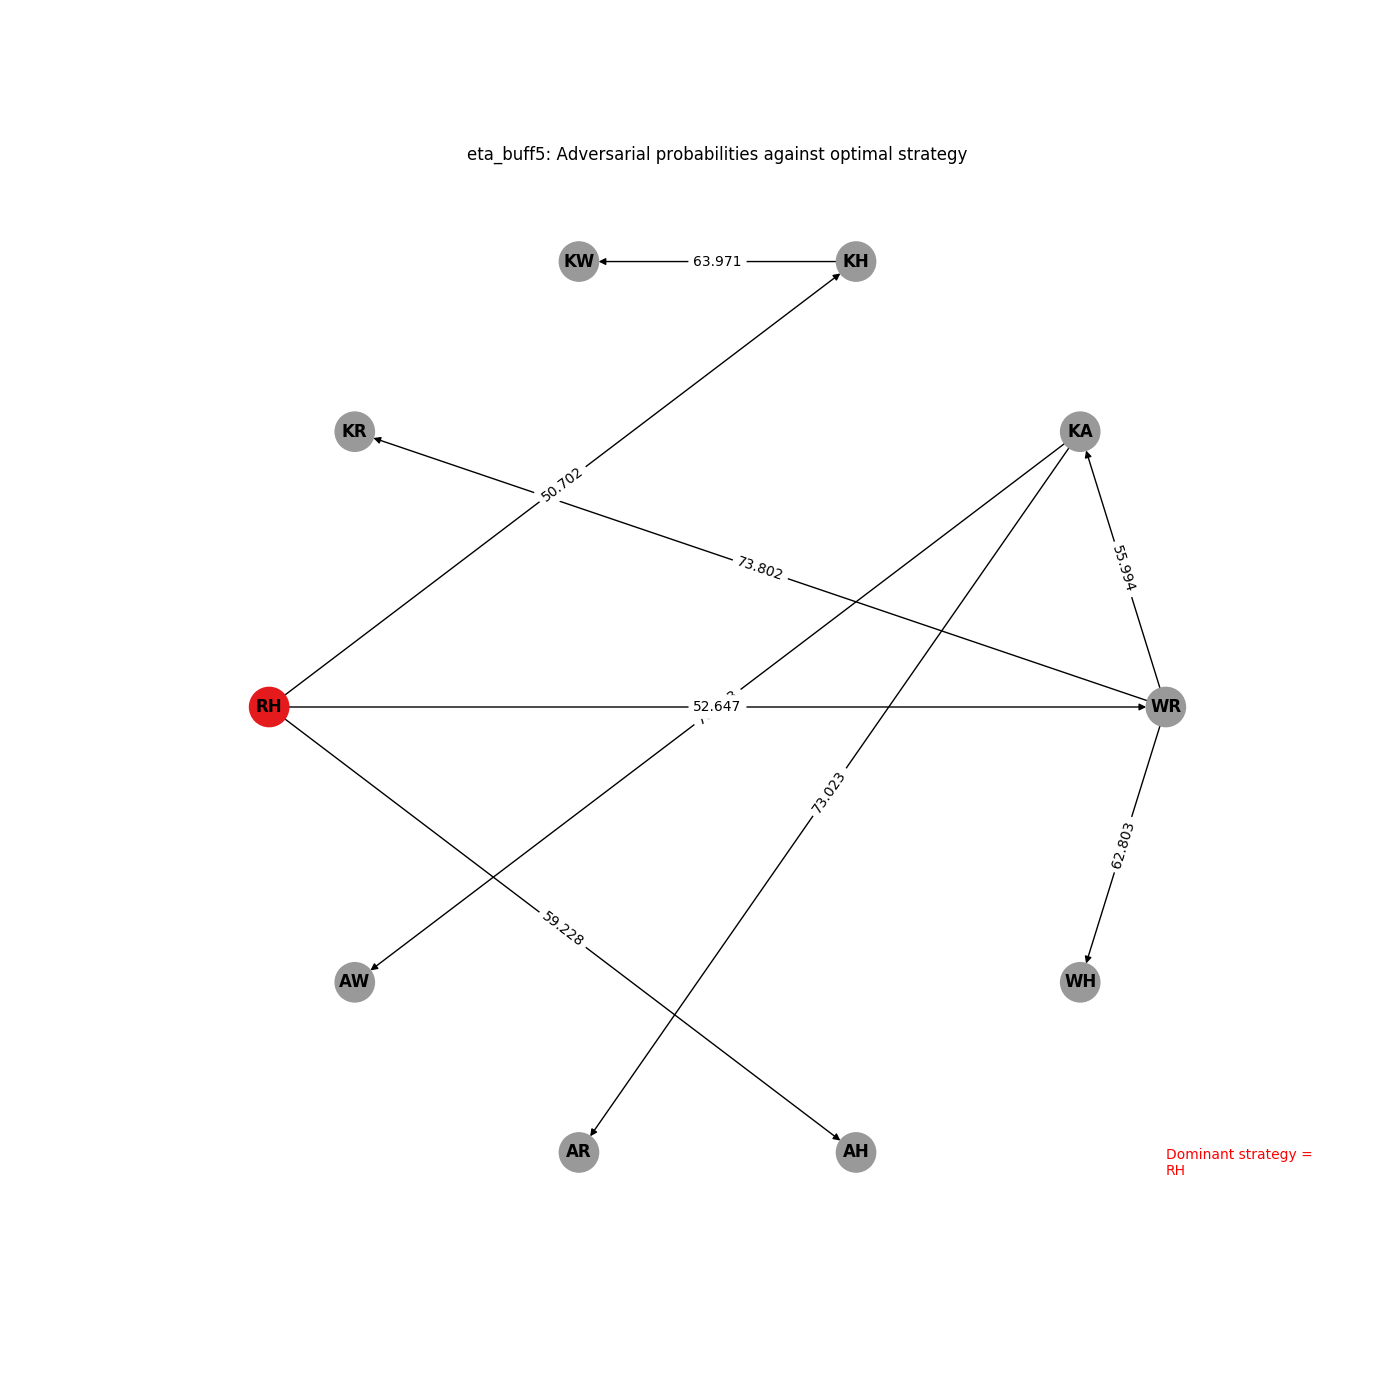 eta_buff5: Adversarial probabilities against optimal strategy
KW
63.971
KH
KR
KA
50.702
73.802
55.994
RH
52.647
WR
73.023
62.803
59.228
AW
WH
AR
AH
Dominant strategy =
RH